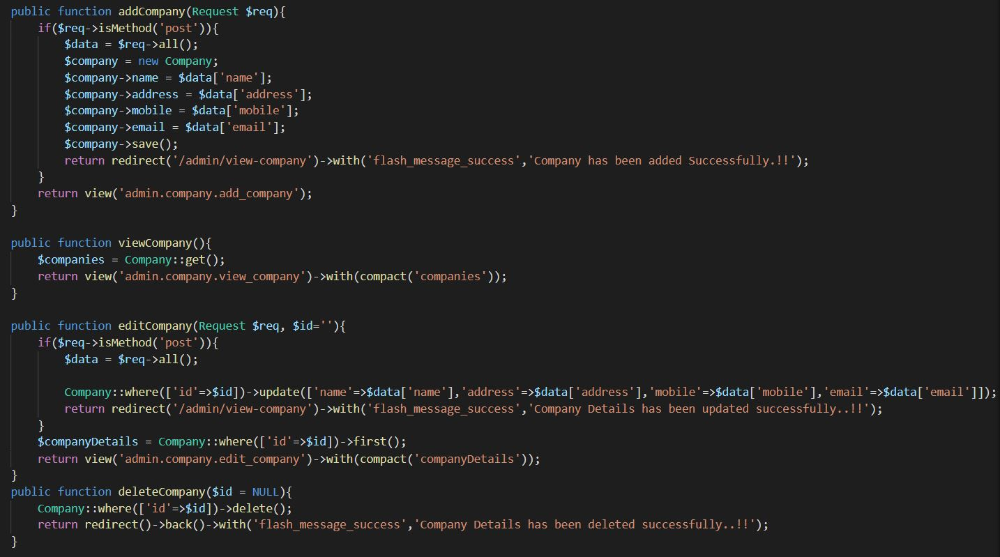 public function addCompany(Request $req){
    if($req->isMethod('post')){
        $data = $req->all();
        $company = new Company;
        $company->name = $data['name'];
        $company->address = $data['address'];
        $company->mobile = $data['mobile'];
        $company->email = $data['email'];
        $company->save();
        return redirect('/admin/view-company')->with('flash_message_success','Company has been added Successfully.!!');
    }
    return view('admin.company.add_company');
}

public function viewCompany(){
    $companies = Company::get();
    return view('admin.company.view_company')->with(compact('companies'));
}

public function editCompany(Request $req, $id=''){
    if($req->isMethod('post')){
        $data = $req->all();

        Company::where(['id'=>$id])->update(['name'=>$data['name'],'address'=>$data['address'],'mobile'=>$data['mobile'],'email'=>$data['email']]);
        return redirect('/admin/view-company')->with('flash_message_success','Company Details has been updated successfully..!!');
    }
    $companyDetails = Company::where(['id'=>$id])->first();
    return view('admin.company.edit_company')->with(compact('companyDetails'));
}
public function deleteCompany($id = NULL){
    Company::where(['id'=>$id])->delete();
    return redirect()->back()->with('flash_message_success','Company Details has been deleted successfully..!!');
}